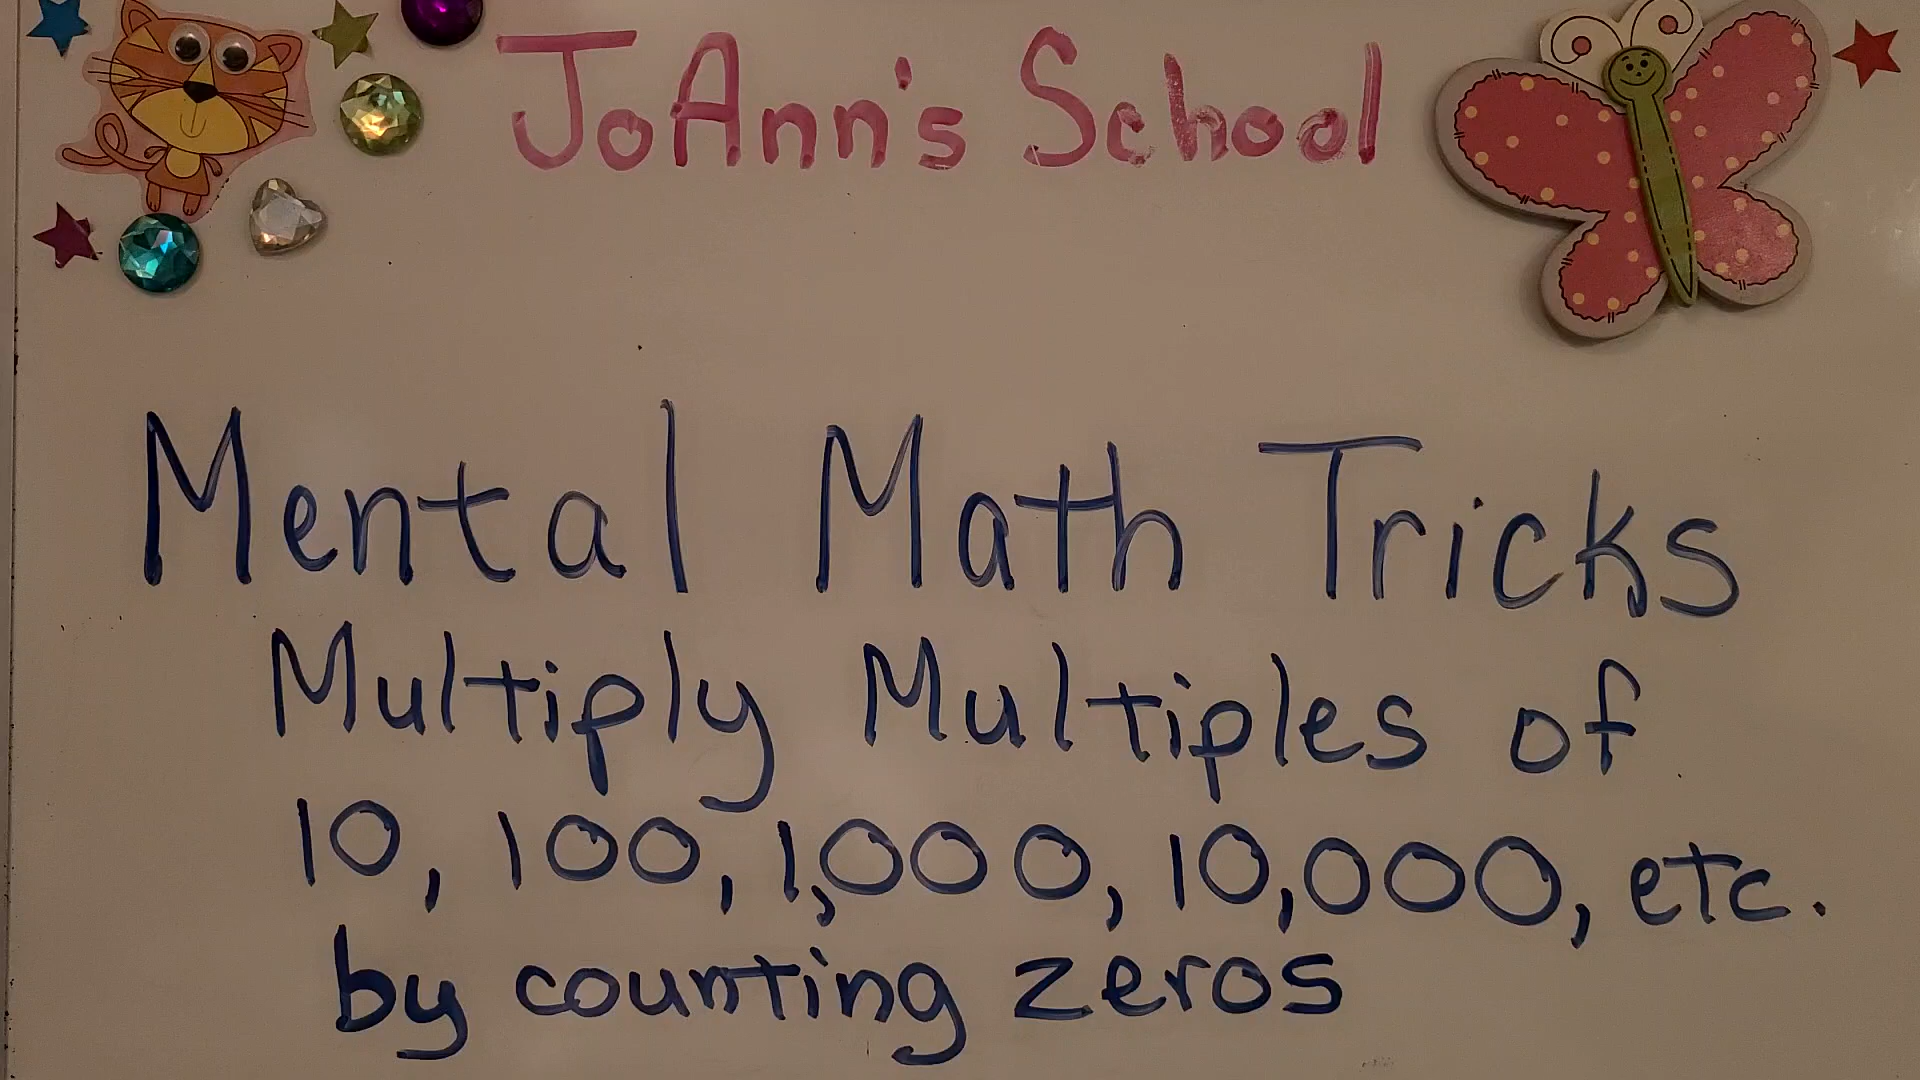 JoAnn's School
Mental Math Tricks
Multiply Multiples of
10, 100, 1,000, 10,000, etc.
by counting zeros